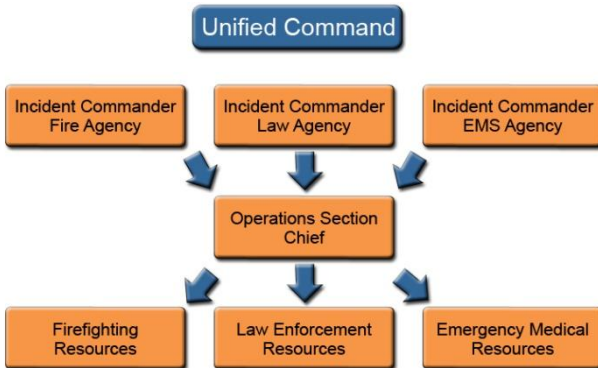 Unified Command
Incident Commander
Fire Agency
Incident Commander
Law Agency
Incident Commander
EMS Agency
Operations Section
Chief
Firefighting
Resources
Law Enforcement
Resources
Emergency Medical
Resources